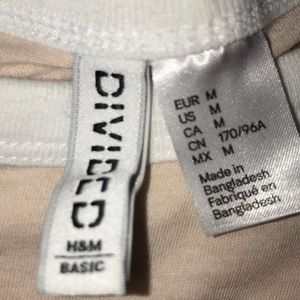 DIVIDED
H&M
BASIC
EUR M
US M
CA M
CN 170/96A
MX M
Made in
Bangladesh
Fabriqué en
Bangladesh